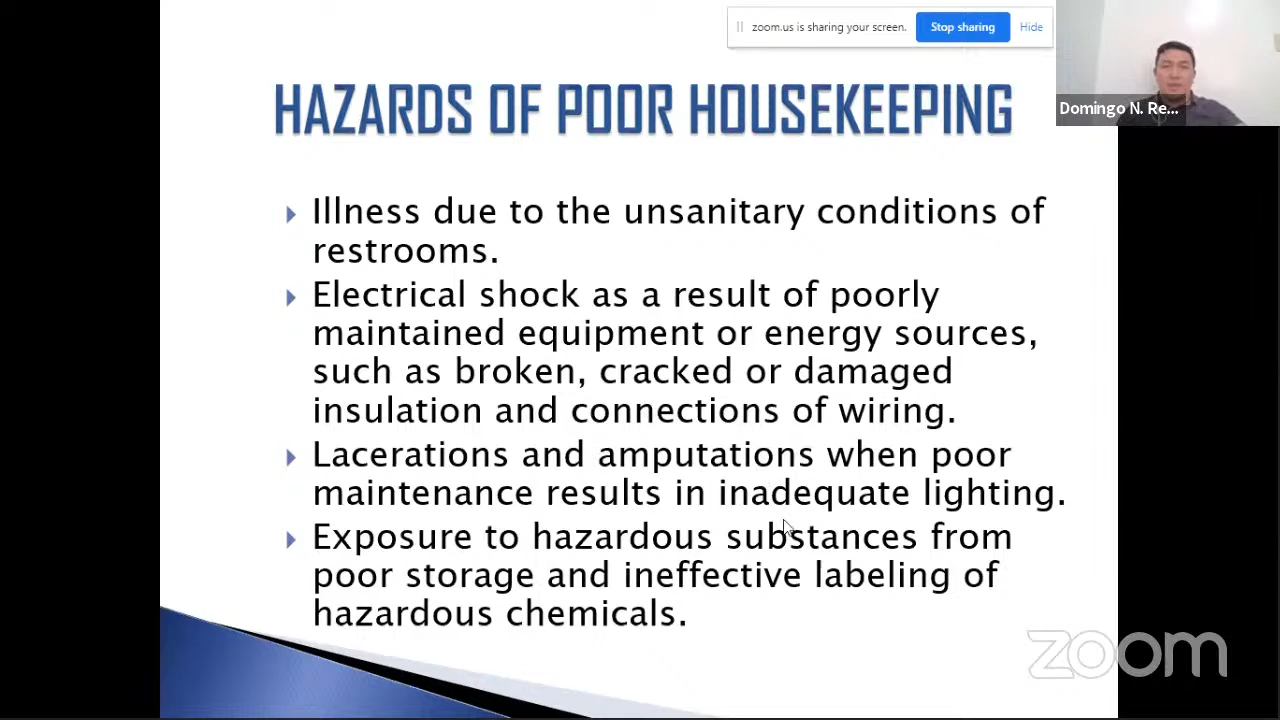 zoom.us is sharing your screen. Stop sharing Hide
Domingo N. Re...
HAZARDS OF POOR HOUSEKEEPING
Illness due to the unsanitary conditions of
restrooms.
Electrical shock as a result of poorly
maintained equipment or energy sources,
such as broken, cracked or damaged
insulation and connections of wiring.
Lacerations and amputations when poor
maintenance results in inadequate lighting.
Exposure to hazardous substances from
poor storage and ineffective labeling of
hazardous chemicals.
zoom